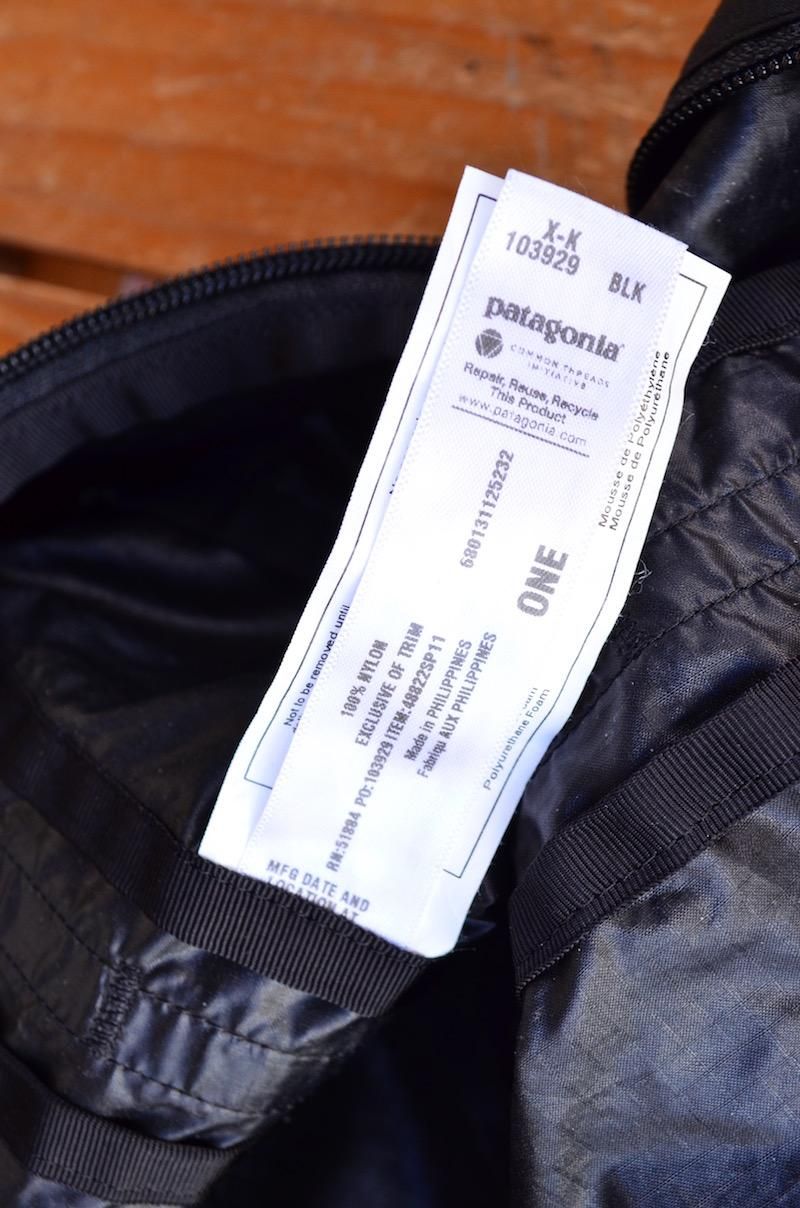 X-K
103929 BLK
patagonia
COMMON THREADS
INITIATIVE
Repair, Reuse, Recycle
This Product
www.patagonia.com
680131125232
ONE
100% NYLON
EXCLUSIVE OF TRIM
RN:51884 PO:103929 ITEM:48822SP11
Made in PHILIPPINES
Fabriqu AUX PHILIPPINES
MFG DATE AND
LOCATION AT
Not to be removed until
Mousse de Polyéthylène
Mousse de Polyuréthane
Polyurethane Foam